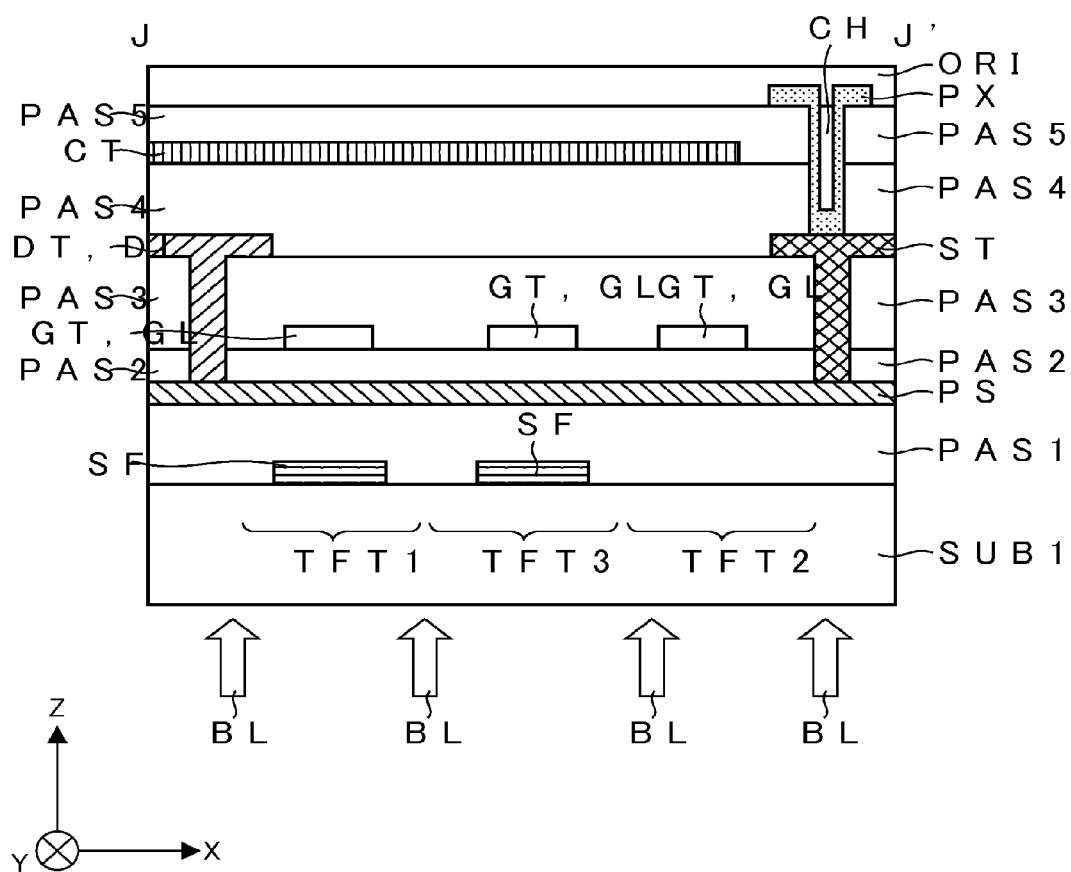 J
CH
J'
ORI
PX
PAS5
PAS5
CT
PAS4
PAS4
DT, DL
ST
PAS3
GT, GL
GT, GL
PAS3
GT, GL
PAS2
PAS2
PS
SF
PAS1
SF
TFT1
TFT3
TFT2
SUB1
BL
BL
BL
BL
Z
Y
X